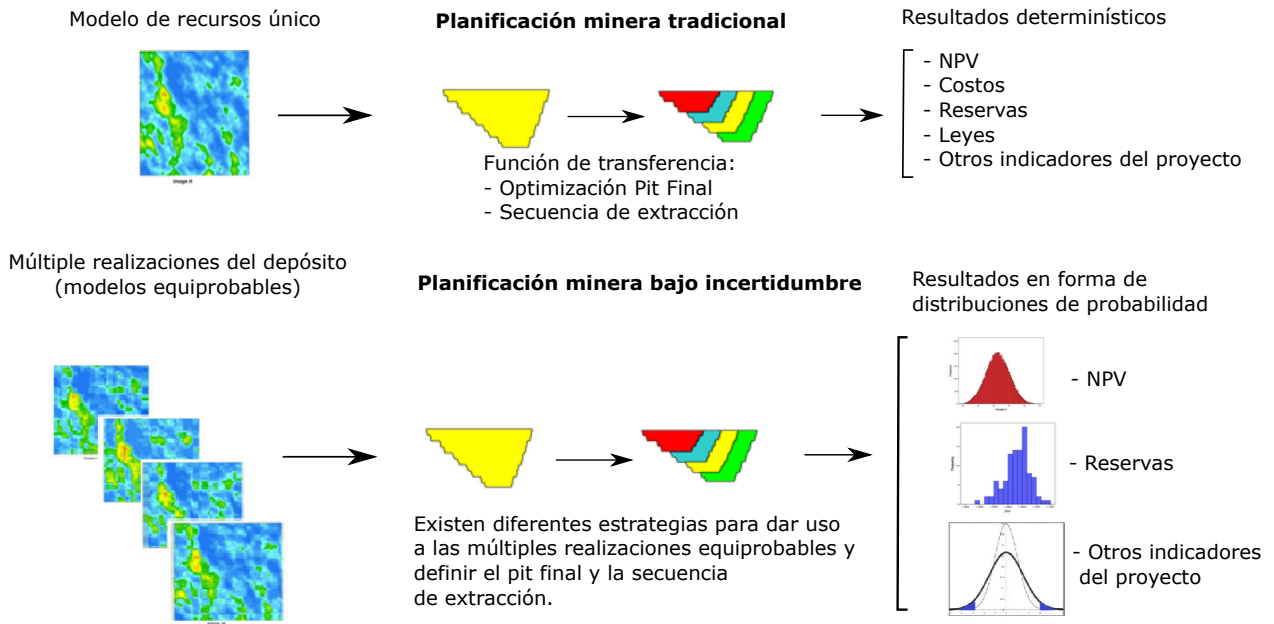 Modelo de recursos único
Planificación minera tradicional
Resultados determinísticos
- NPV
- Costos
- Reservas
- Leyes
- Otros indicadores del proyecto
Función de transferencia:
- Optimización Pit Final
- Secuencia de extracción
Múltiple realizaciones del depósito
(modelos equiprobables)
Planificación minera bajo incertidumbre
Resultados en forma de
distribuciones de probabilidad
- NPV
- Reservas
- Otros indicadores
del proyecto
Existen diferentes estrategias para dar uso
a las múltiples realizaciones equiprobables y
definir el pit final y la secuencia
de extracción.